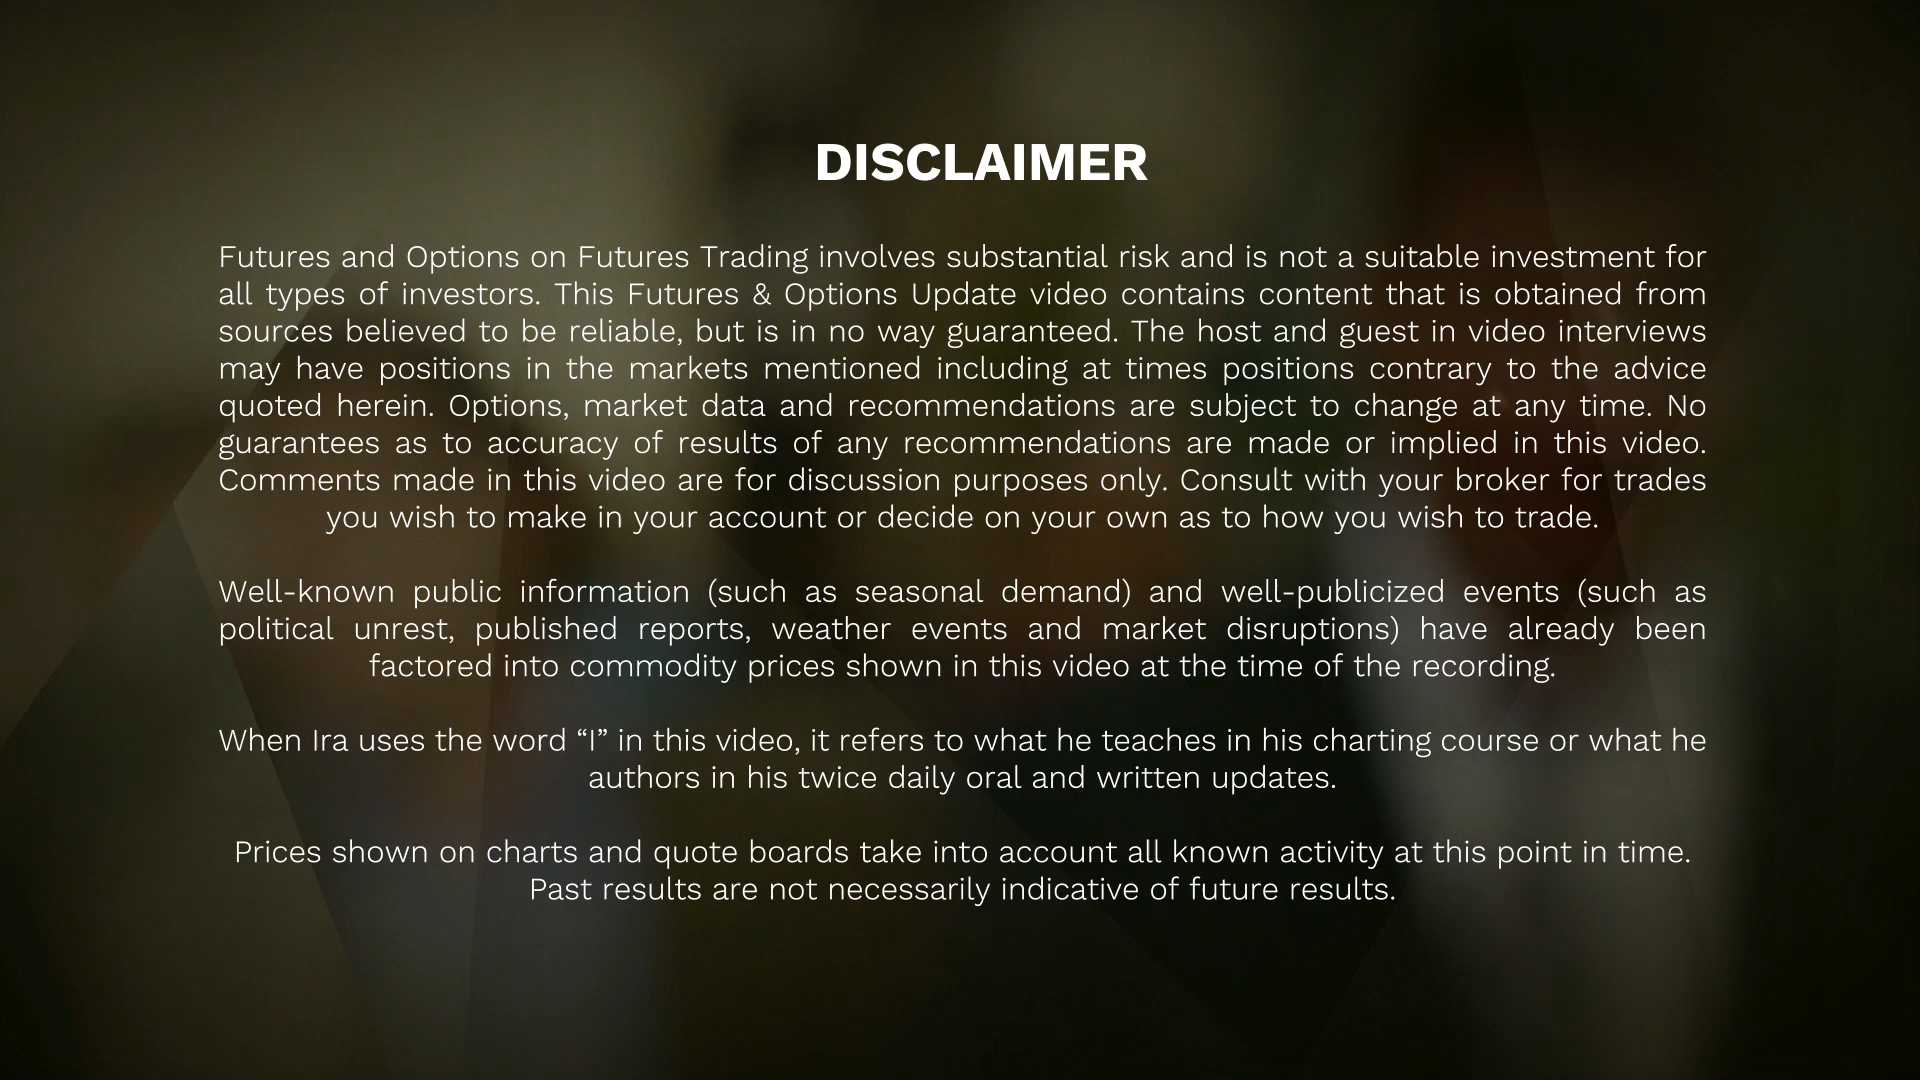 DISCLAIMER
Futures and Options on Futures Trading involves substantial risk and is not a suitable investment for
all types of investors. This Futures & Options Update video contains content that is obtained from
sources believed to be reliable, but is in no way guaranteed. The host and guest in video interviews
may have positions in the markets mentioned including at times positions contrary to the advice
quoted herein. Options, market data and recommendations are subject to change at any time. No
guarantees as to accuracy of results of any recommendations are made or implied in this video.
Comments made in this video are for discussion purposes only. Consult with your broker for trades
you wish to make in your account or decide on your own as to how you wish to trade.
Well-known public information (such as seasonal demand) and well-publicized events (such as
political unrest, published reports, weather events and market disruptions) have already been
factored into commodity prices shown in this video at the time of the recording.
When Ira uses the word “I” in this video, it refers to what he teaches in his charting course or what he
authors in his twice daily oral and written updates.
Prices shown on charts and quote boards take into account all known activity at this point in time.
Past results are not necessarily indicative of future results.